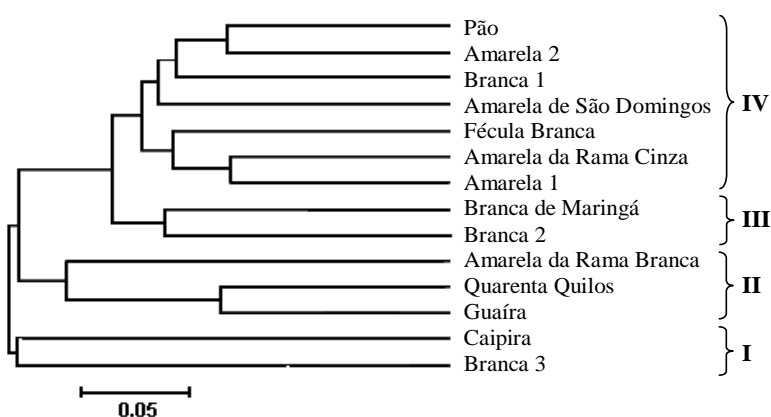 Pão
Amarela 2
Branca 1
Amarela de São Domingos
IV
Fécula Branca
Amarela da Rama Cinza
Amarela 1
Branca de Maringá
III
Branca 2
Amarela da Rama Branca
Quarenta Quilos
II
Guaíra
Caipira
I
Branca 3
0.05